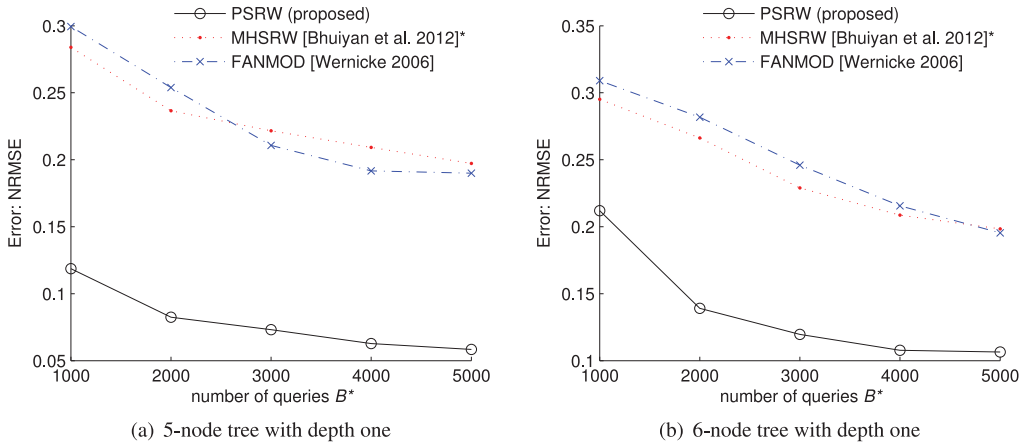 PSRW (proposed)
MHSRW [Bhuiyan et al. 2012]*
FANMOD [Wernicke 2006]
0.3
0.25
0.2
0.15
0.1
0.05
Error: NRMSE
1000 2000 3000 4000 5000
number of queries B*
(a) 5-node tree with depth one
PSRW (proposed)
MHSRW [Bhuiyan et al. 2012]*
FANMOD [Wernicke 2006]
0.3
0.25
0.2
0.15
0.1
Error: NRMSE
1000 2000 3000 4000 5000
number of queries B*
(b) 6-node tree with depth one